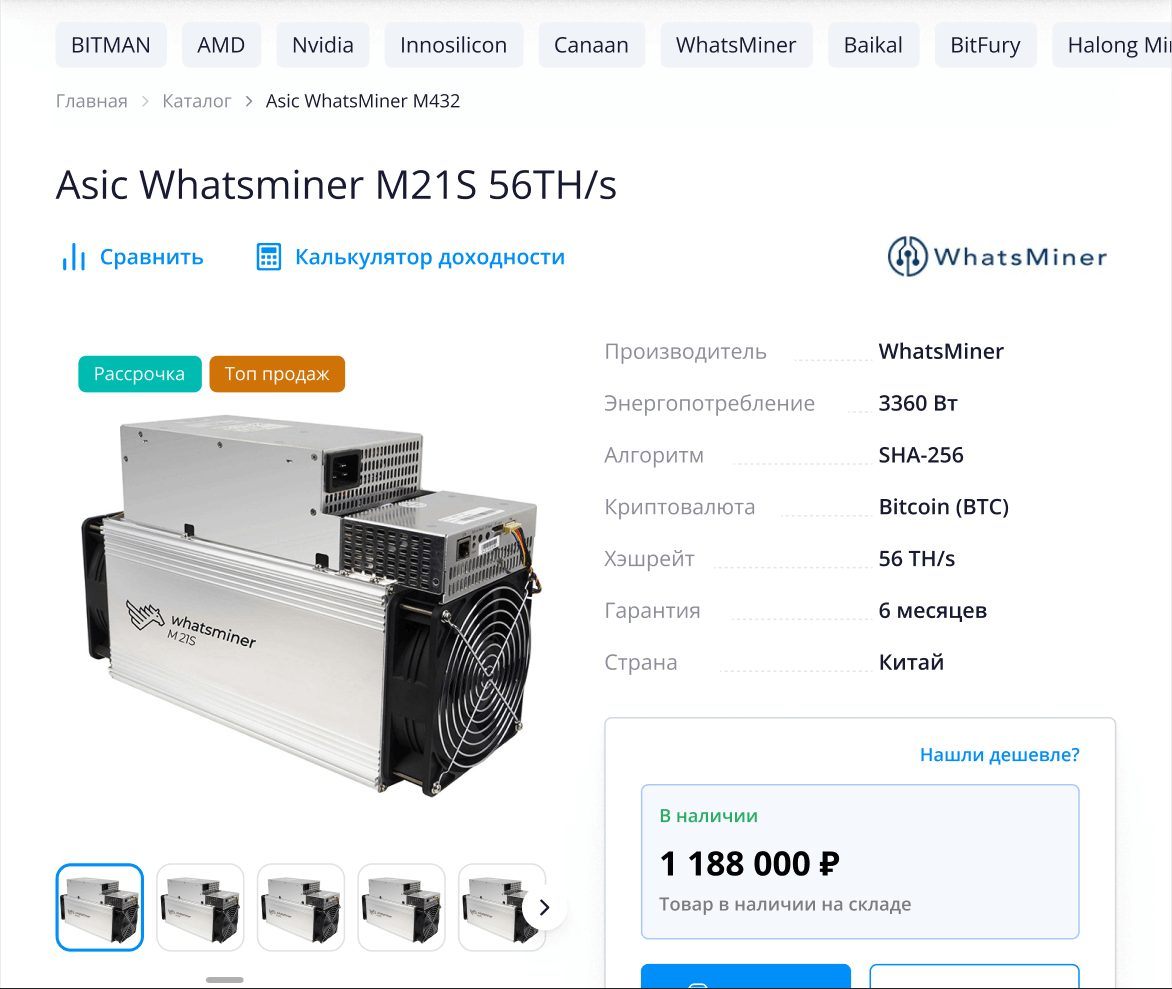 BITMAN AMD Nvidia Innosilicon Canaan WhatsMiner Baikal BitFury Halong
Главная > Каталог > Asic WhatsMiner M432
Asic Whatsminer M21S 56TH/s
Сравнить Калькулятор доходности WhatsMiner
Рассрочка Топ продаж
whatsminer
M21S
Производитель WhatsMiner
Энергопотребление 3360 Вт
Алгоритм SHA-256
Криптовалюта Bitcoin (BTC)
Хэшрейт 56 TH/s
Гарантия 6 месяцев
Страна Китай
Нашли дешевле?
В наличии
1 188 000 ₽
Товар в наличии на складе